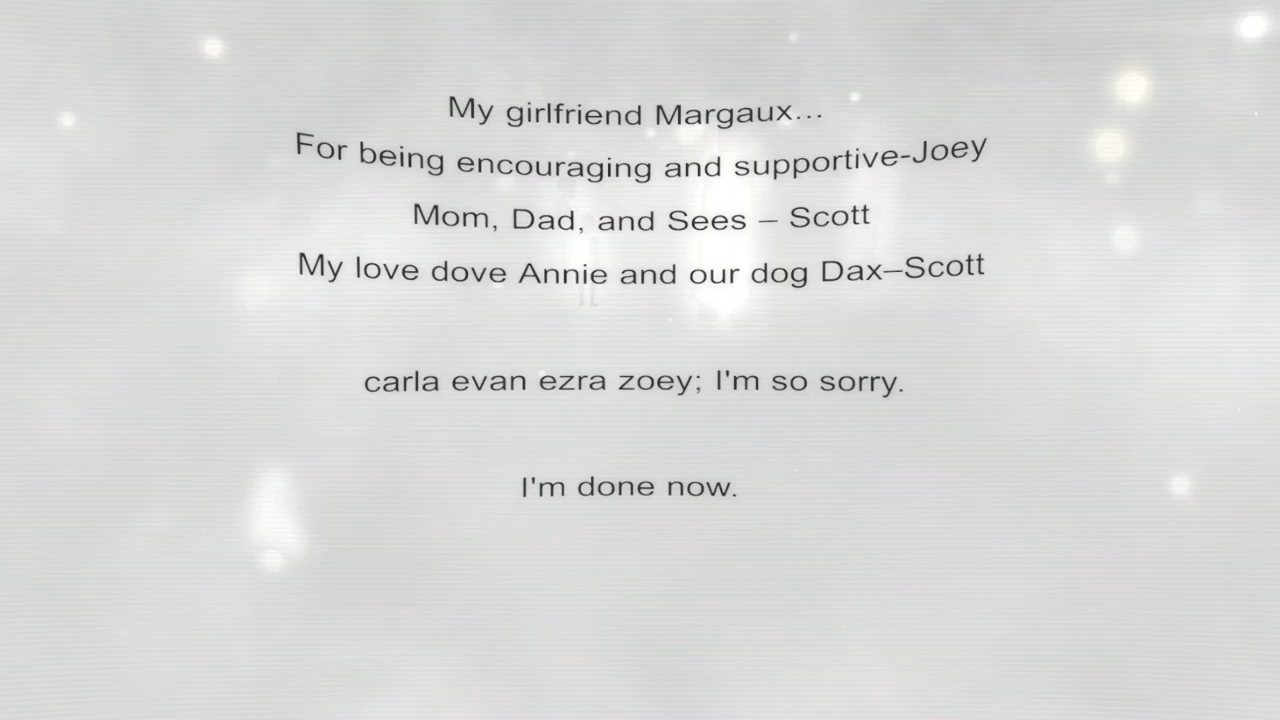 My girlfriend Margaux...
For being encouraging and supportive-Joey
Mom, Dad, and Sees – Scott
My love dove Annie and our dog Dax–Scott
carla evan ezra zoey; I'm so sorry.
I'm done now.